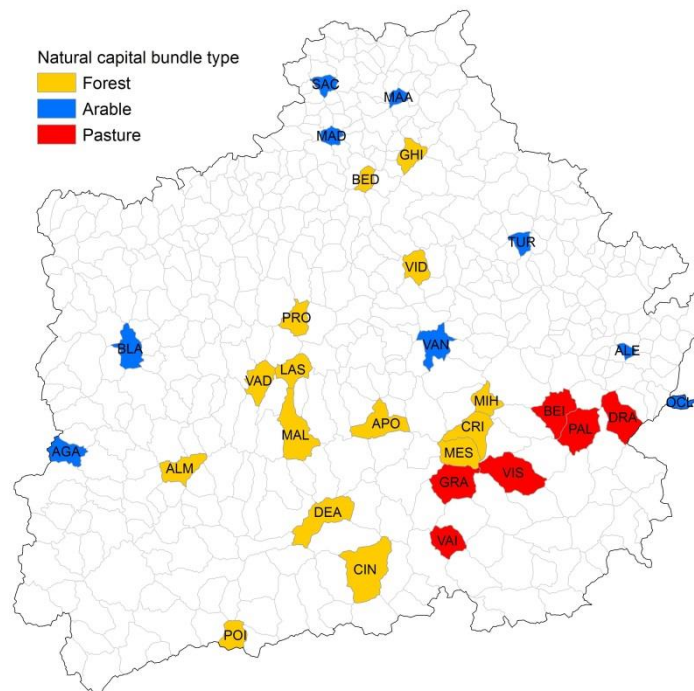 Natural capital bundle type
Forest
Arable
Pasture
SAC
MAA
MAD
GHI
BED
TUR
VID
PRO
BLA
VAN
ALE
LAS
VAD
MIH
OCL
BEI
DRA
APO
CRI
PAL
MAL
AGA
MES
ALM
VIS
GRA
DEA
VAI
CIN
POI